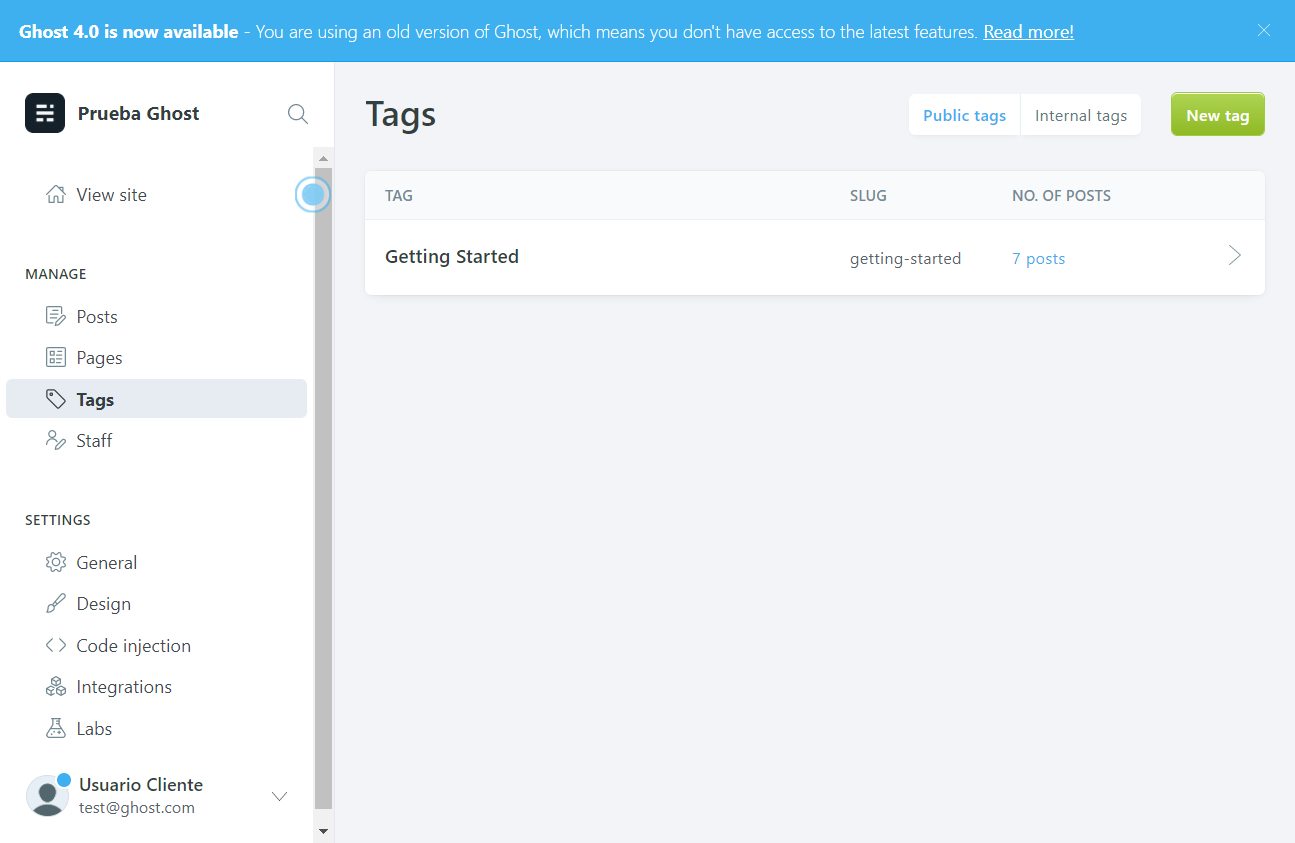 Ghost 4.0 is now available - You are using an old version of Ghost, which means you don't have access to the latest features. Read more!
Prueba Ghost
View site
MANAGE
Posts
Pages
Tags
Staff
SETTINGS
General
Design
Code injection
Integrations
Labs
Usuario Cliente
test@ghost.com
Tags
Public tags
Internal tags
New tag
TAG SLUG NO. OF POSTS
Getting Started getting-started 7 posts